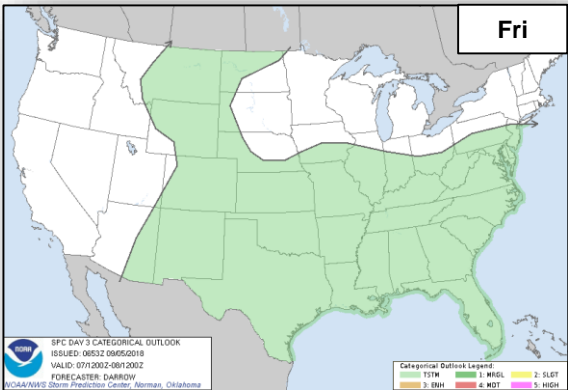 Fri
NOAA
SPC DAY 3 CATEGORICAL OUTLOOK
ISSUED: 0653Z 09/05/2018
VALID: 07/1200Z-08/1200Z
FORECASTER: DARROW
NOAA/NWS Storm Prediction Center, Norman, Oklahoma
Categorical Outlook Legend:
TSTM 1: MRGL 2: SLGT
3: ENH 4: MDT 5: HIGH